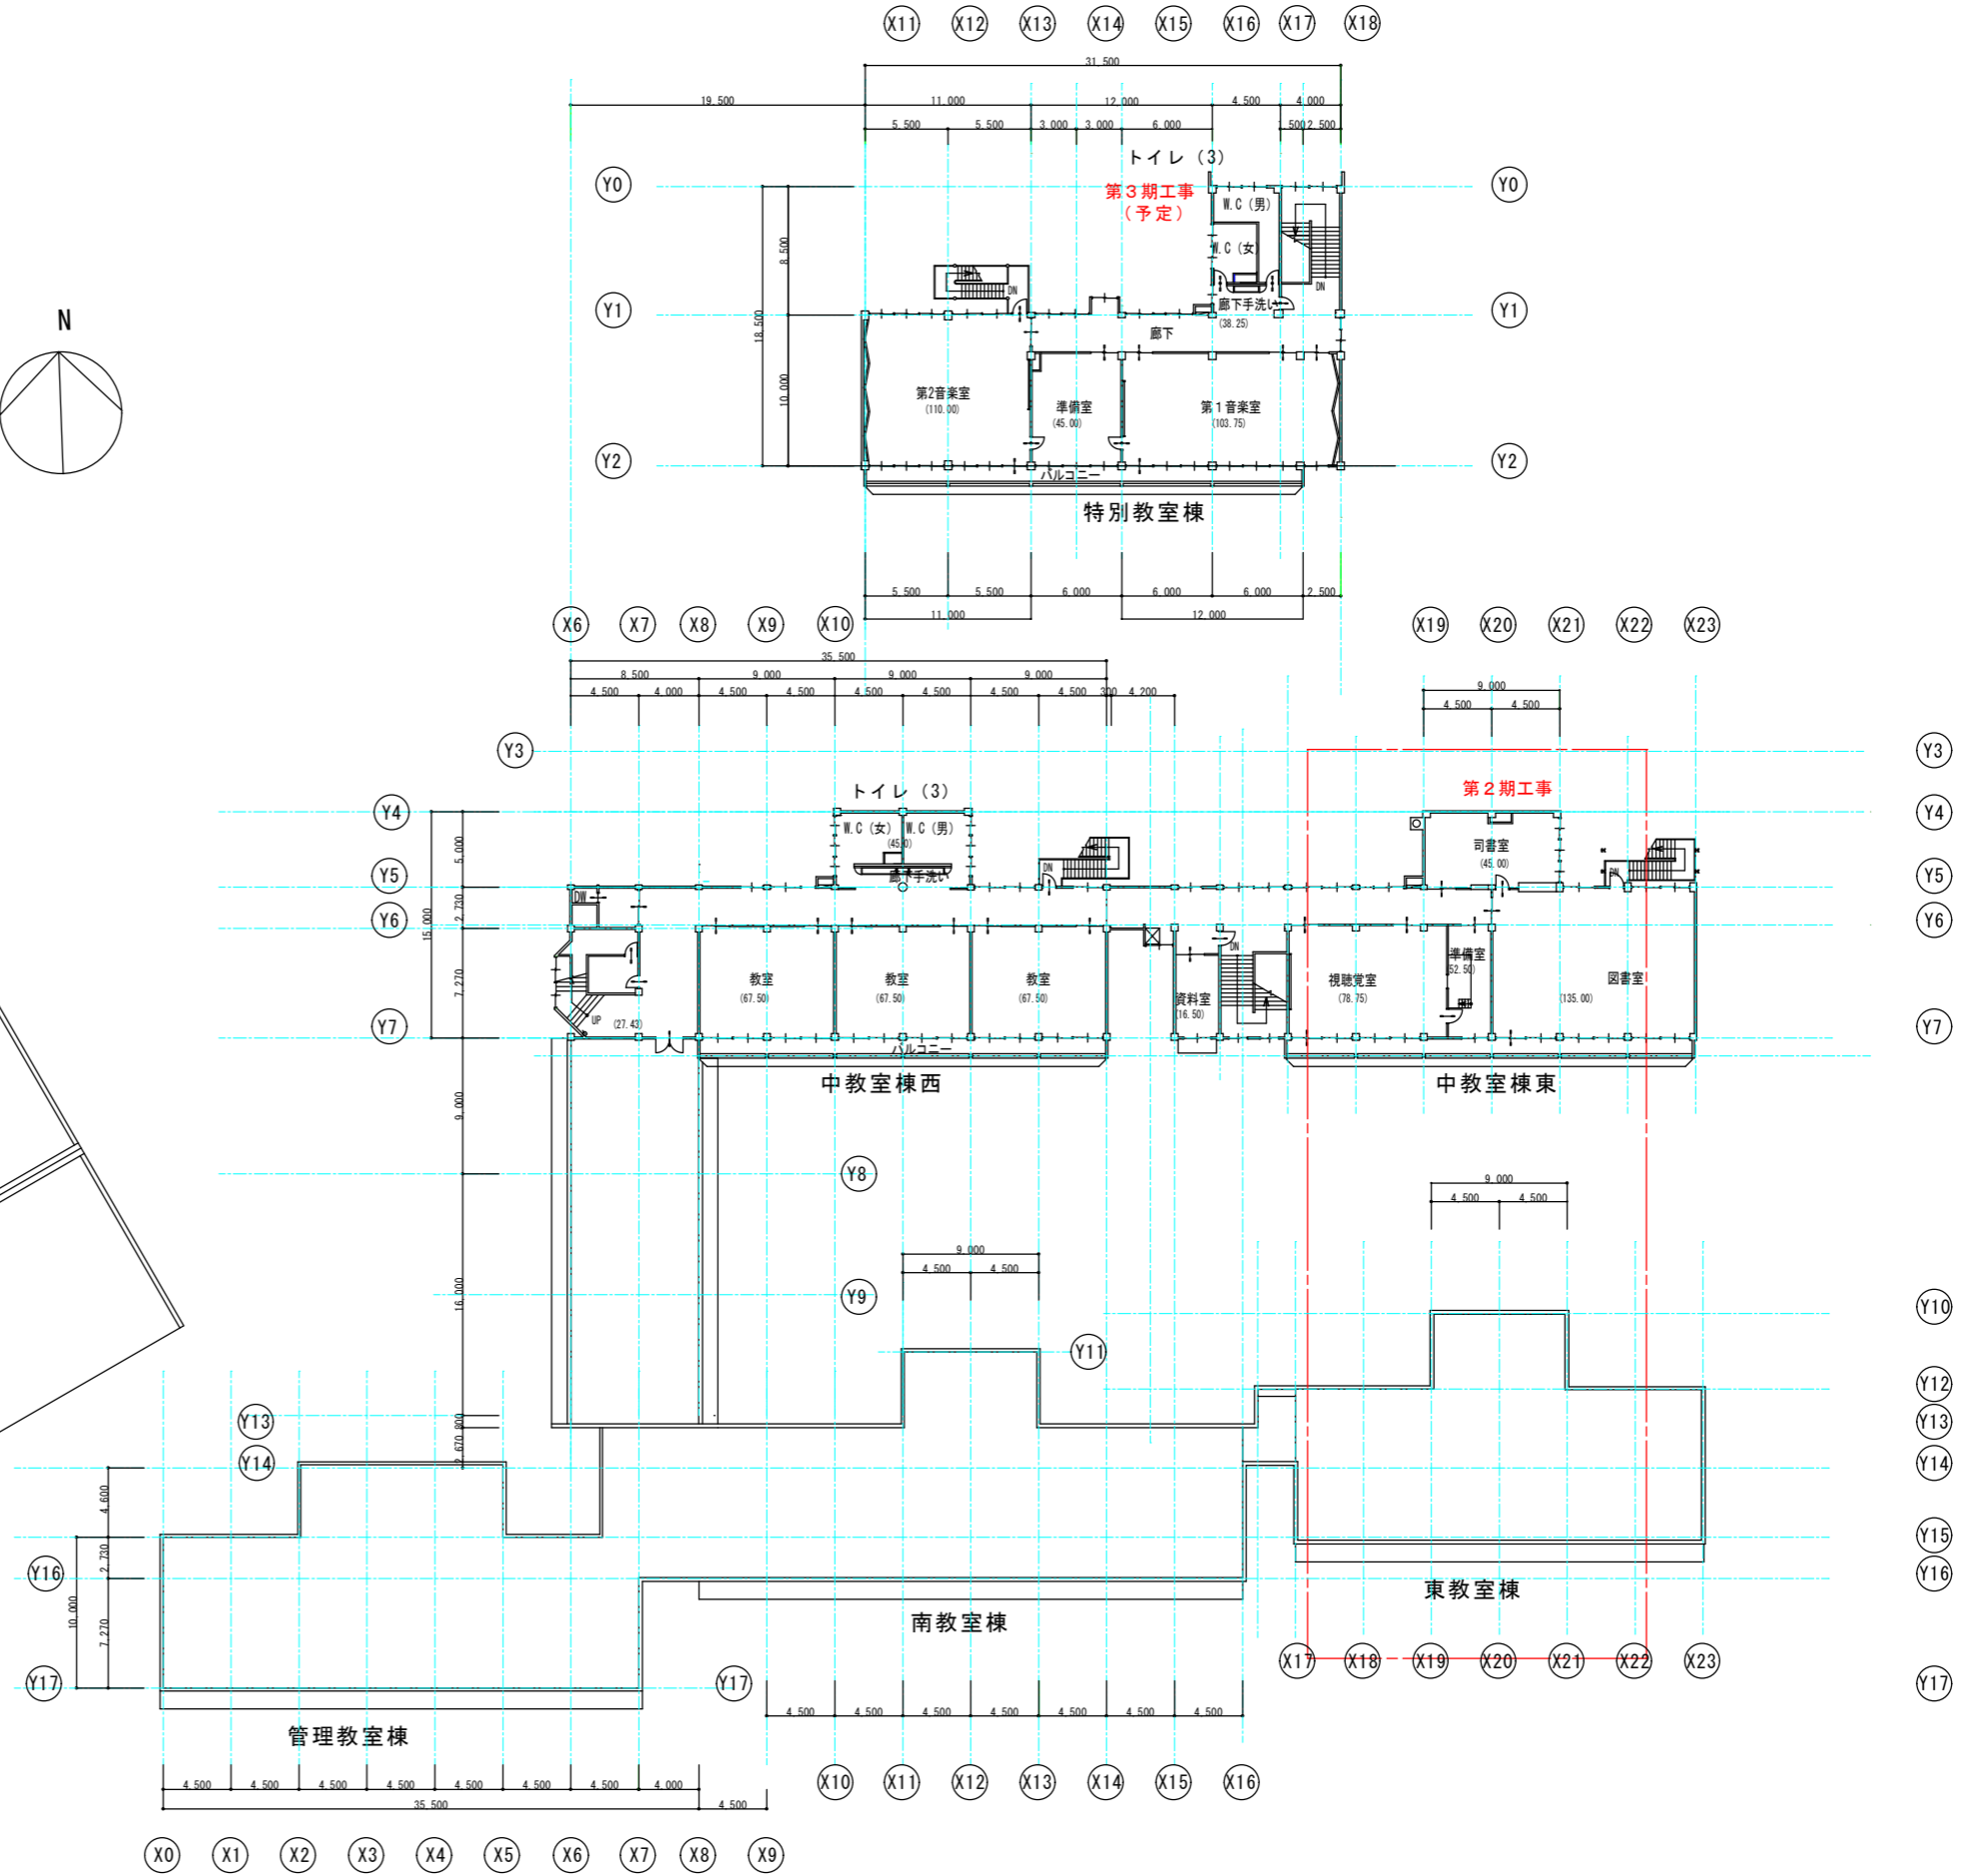 X11 X12 X13 X14 X15 X16 X17 X18
31.500
19.500 11.000 12.000 4.500 4.000
5.500 5.500 3.000 3.000 6.000 1.500 2.500
トイレ（3）
Y0 第３期工事 Y0
（予定）
W.C（男）
W.C（女）
8.500
18.500
10.000
DN DN
N
Y1 廊下手洗い Y1
(38.25)
廊下
第2音楽室 準備室 第１音楽室
(110.00) (45.00) (103.75)
Y2 Y2
バルコニー
特別教室棟
5.500 5.500 6.000 6.000 6.000 2.500
11.000 12.000
X6 X7 X8 X9 X10 X19 X20 X21 X22 X23
35.500
8.500 9.000 9.000 9.000 9.000
4.500 4.000 4.500 4.500 4.500 4.500 4.500 4.500 300 4.200 4.500 4.500
Y3 Y3
トイレ（3） 第２期工事
Y4 Y4
W.C（女） W.C（男） 司書室
(45.0) (45.00)
5.000
Y5 廊下手洗い DN DN Y5
DW
2.730
15.000
Y6 Y6
DN
準備室
(52.50)
教室 教室 教室 視聴覚室 図書室
(67.50) (67.50) (67.50) (78.75) (135.00)
資料室
(16.50)
7.270
UP (27.43)
Y7 Y7
バルコニー
中教室棟西 中教室棟東
9.000
Y8
9.000
4.500 4.500
9.000
4.500 4.500
16.000
Y9 Y10
Y11
Y12
Y13 Y13
800
2.670
Y14 Y14
4.600
Y15
2.730
Y16 Y16
10.000
7.270
東教室棟
南教室棟
X17 X18 X19 X20 X21 X22 X23
Y17 Y17 Y17
4.500 4.500 4.500 4.500 4.500 4.500 4.500
管理教室棟
4.500 4.500 4.500 4.500 4.500 4.500 4.500 4.000
X10 X11 X12 X13 X14 X15 X16
35.500 4.500
X0 X1 X2 X3 X4 X5 X6 X7 X8 X9